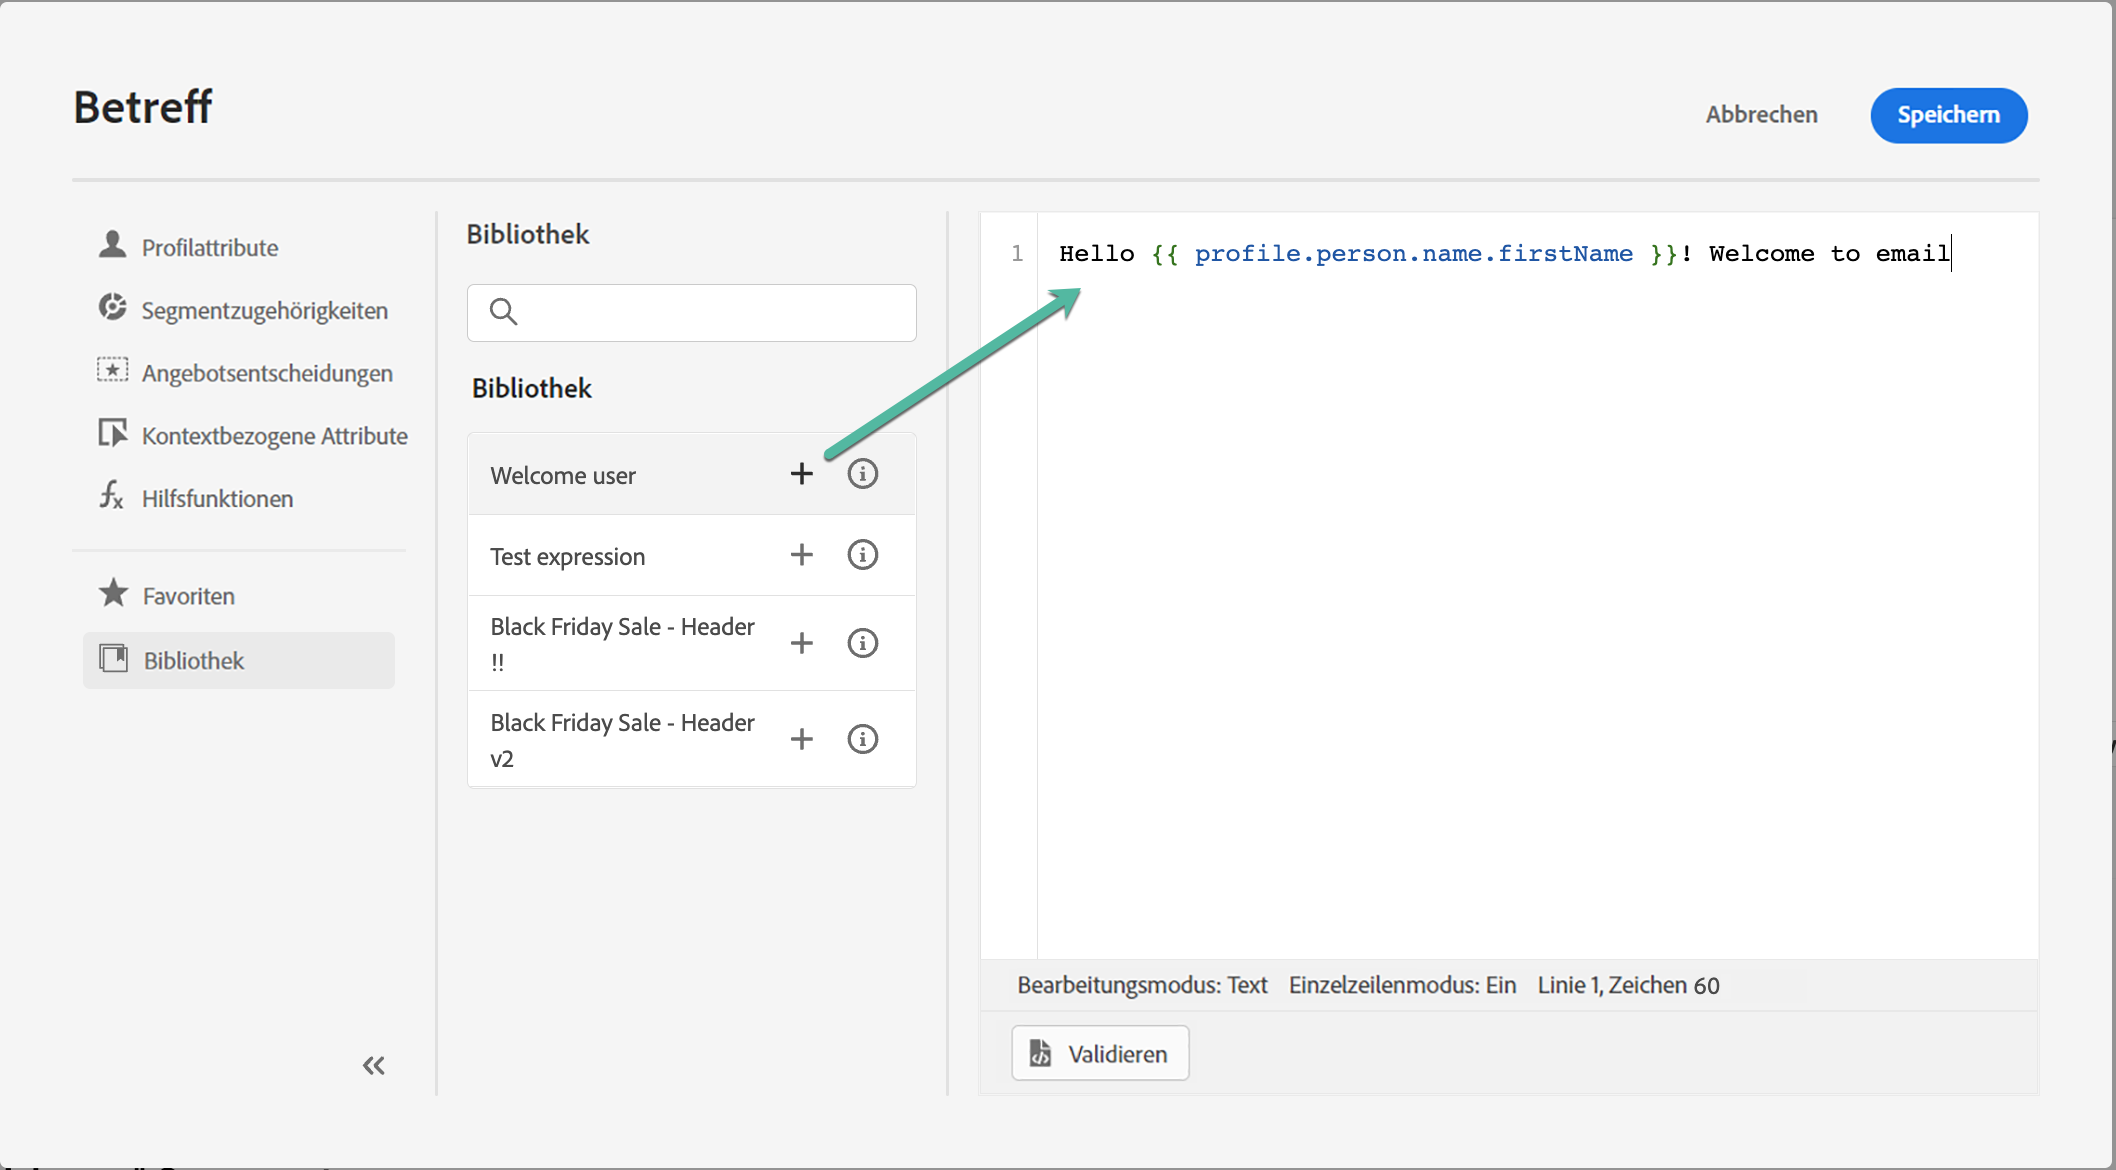 Betreff
Abbrechen
Speichern
Profilattribute
Segmentzugehörigkeiten
Angebotsentscheidungen
Kontextbezogene Attribute
Hilfsfunktionen
Favoriten
Bibliothek
Bibliothek
Bibliothek
Welcome user
Test expression
Black Friday Sale - Header
!!
Black Friday Sale - Header
v2
1 Hello {{ profile.person.name.firstName }}! Welcome to email
Bearbeitungsmodus: Text Einzelzeilenmodus: Ein Linie 1, Zeichen 60
Validieren